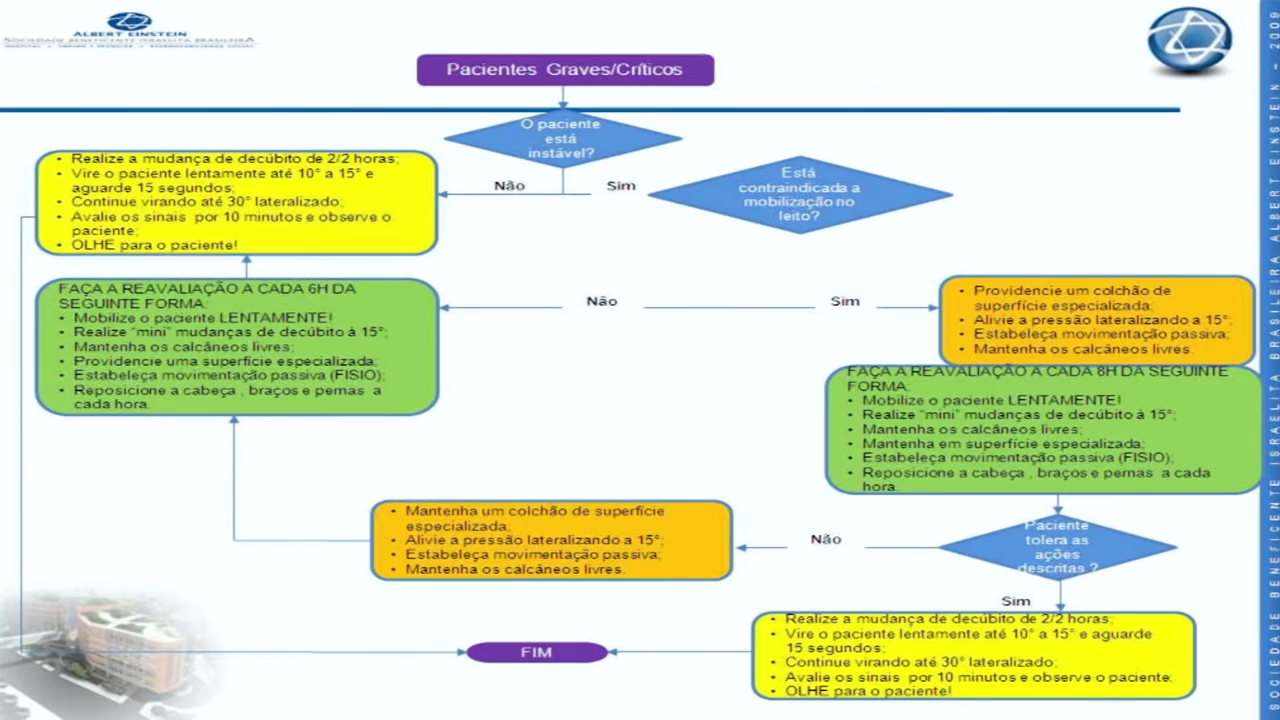 ALBERT EINSTEIN
SOCIEDADE BENEFICENTE ISRAELITA BRASILEIRA
Pacientes Graves/Críticos
O paciente
está
instável?
Não
Sim
Está
contraindicada a
mobilização no
leito?
• Realize a mudança de decúbito de 2/2 horas;
• Vire o paciente lentamente até 10° a 15° e
aguarde 15 segundos;
• Continue virando até 30° lateralizado;
• Avalie os sinais por 10 minutos e observe o
paciente;
• OLHE para o paciente!
FAÇA A REAVALIAÇÃO A CADA 6H DA
SEGUINTE FORMA:
• Mobilize o paciente LENTAMENTE!
• Realize "mini" mudanças de decúbito à 15°;
• Mantenha os calcâneos livres;
• Providencie uma superfície especializada;
• Estabeleça movimentação passiva (FISIO);
• Reposicione a cabeça , braços e pernas a
cada hora.
Não
Sim
• Providencie um colchão de
superfície especializada;
• Alivie a pressão lateralizando a 15°;
• Estabeleça movimentação passiva;
• Mantenha os calcâneos livres.
FAÇA A REAVALIAÇÃO A CADA 8H DA SEGUINTE
FORMA:
• Mobilize o paciente LENTAMENTE!
• Realize "mini" mudanças de decúbito à 15°;
• Mantenha os calcâneos livres;
• Mantenha em superfície especializada;
• Estabeleça movimentação passiva (FISIO);
• Reposicione a cabeça , braços e pernas a cada
hora.
Paciente
tolera as
ações
descritas ?
Não
Sim
• Mantenha um colchão de superfície
especializada;
• Alivie a pressão lateralizando a 15°;
• Estabeleça movimentação passiva;
• Mantenha os calcâneos livres.
• Realize a mudança de decúbito de 2/2 horas;
• Vire o paciente lentamente até 10° a 15° e aguarde
15 segundos;
• Continue virando até 30° lateralizado;
• Avalie os sinais por 10 minutos e observe o paciente;
• OLHE para o paciente!
FIM
SOCIEDADE BENEFICENTE ISRAELITA BRASILEIRA ALBERT EINSTEIN - 2009